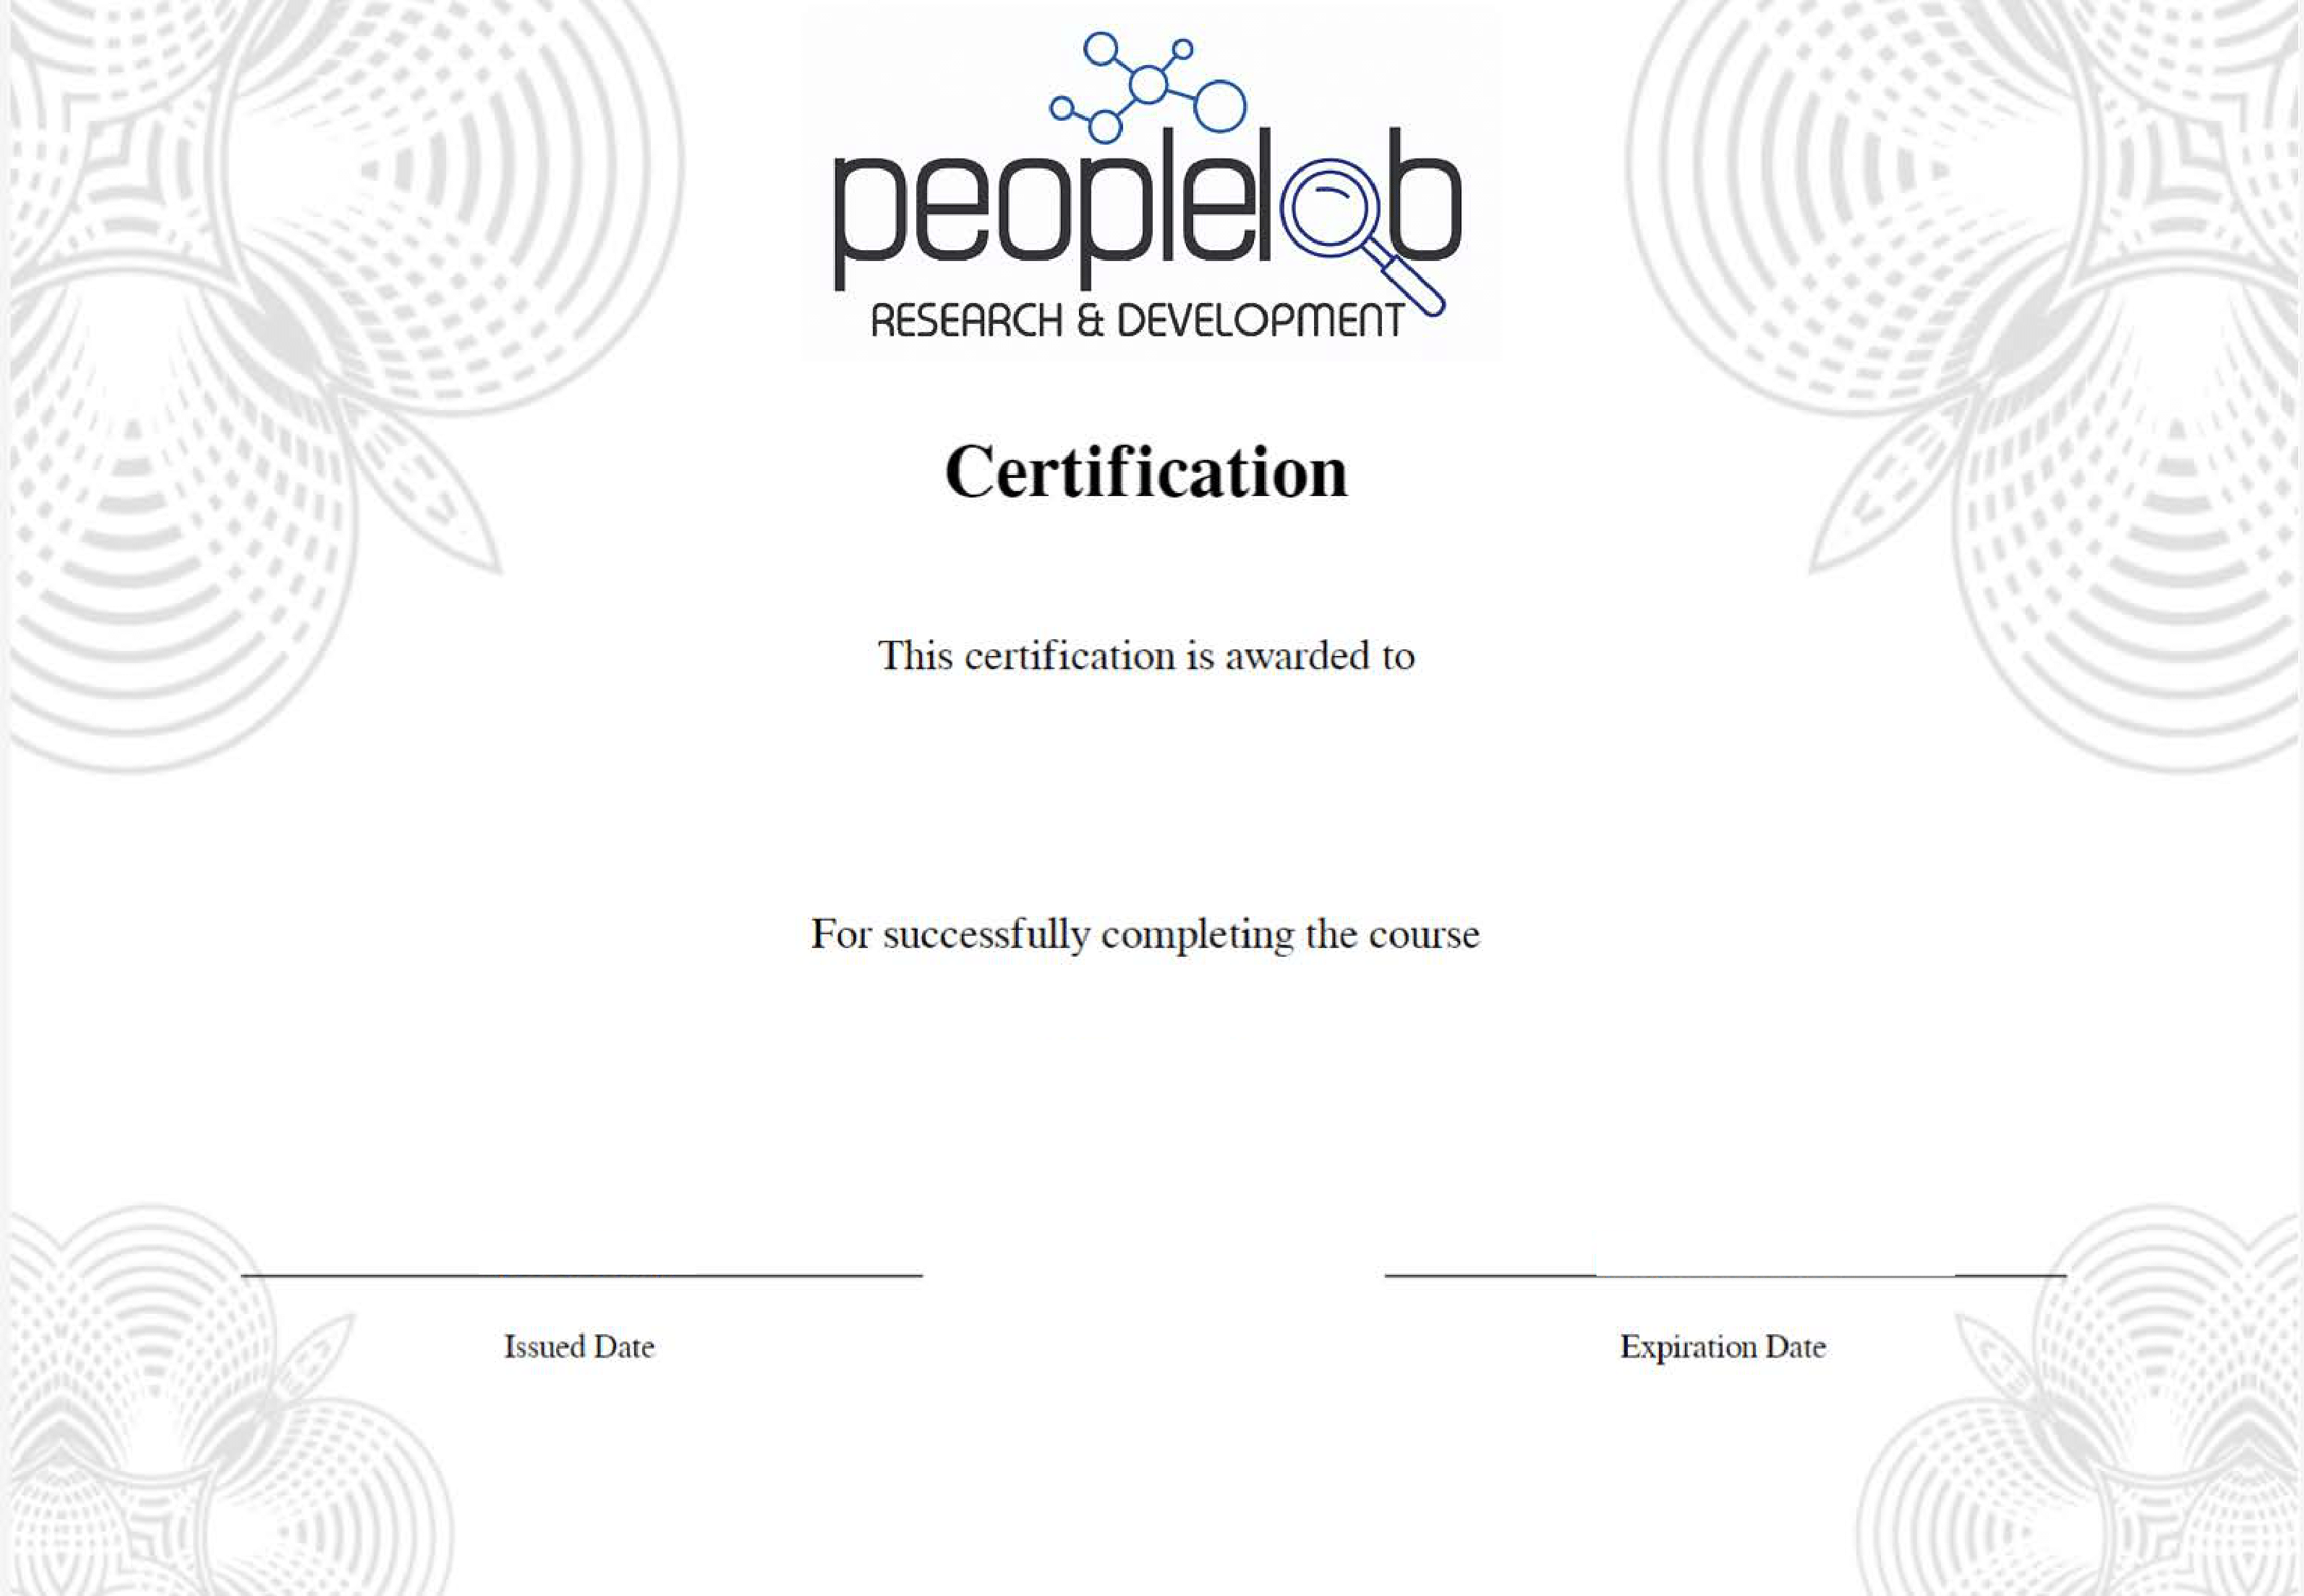 peoplelab
RESEARCH & DEVELOPMENT
Certification
This certification is awarded to
For successfully completing the course
Issued Date
Expiration Date